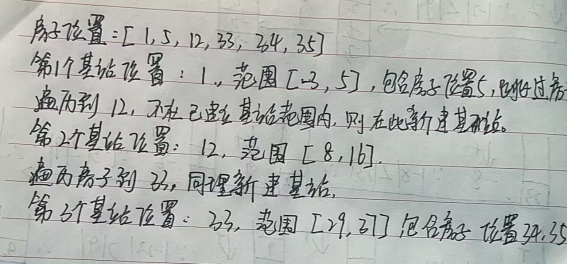 房子位置:[1,5,12,33,34,35]
第1个基站位置:1,范围[-3,5],包含房子位置5,跳过房
遍历到12,不在已建立基站范围内,则在此新建基站。
第2个基站位置:12,范围[8,16].
遍历房子到33,同理新建基站,
第3个基站位置:33,范围[29,37]包含房子位置34,35